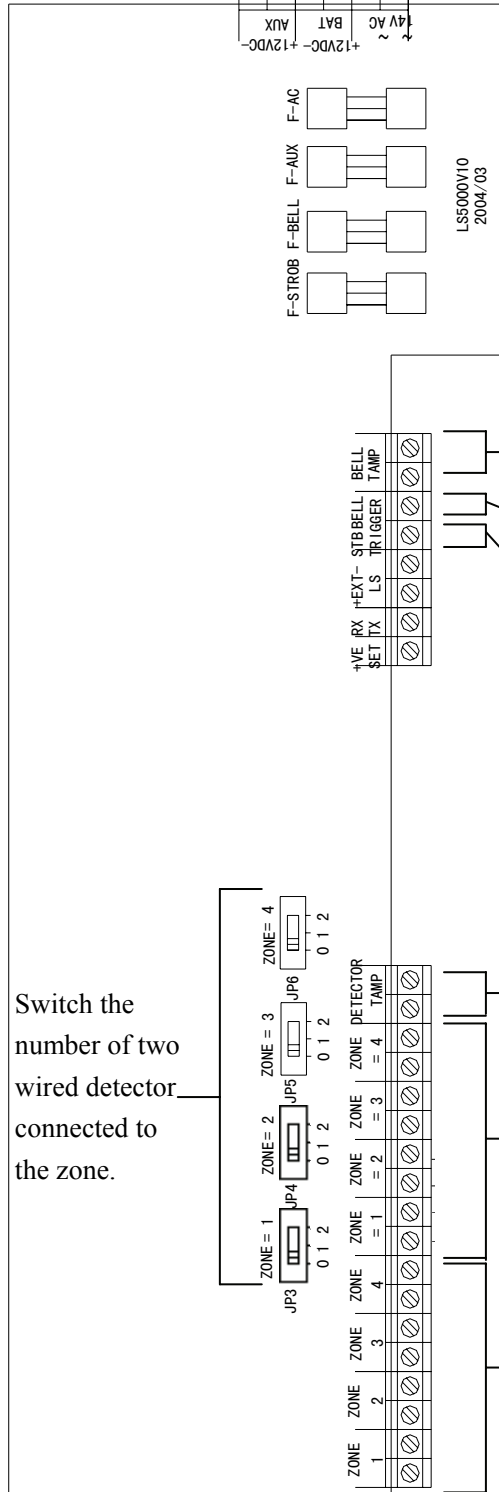 AUX
BAT
14V AC
-12VDC+
-12VDC+
~
~
F-AC
F-AUX
F-BELL
F-STROB
LS5000V10
2004/03
BELL
TAMP
STB BELL
TRIGGER
+EXT-
LS
RX
TX
+VE
SET
ZONE= 4
0 1 2
JP6
ZONE= 3
0 1 2
JP5
ZONE= 2
0 1 2
JP4
ZONE= 1
0 1 2
JP3
Switch the
number of two
wired detector
connected to
the zone.
DETECTOR
TAMP
ZONE
= 4
ZONE
= 3
ZONE
= 2
ZONE
= 1
ZONE
4
ZONE
3
ZONE
2
ZONE
1